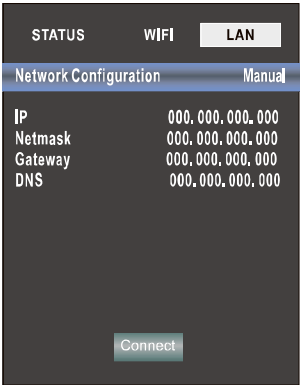 STATUS WIFI LAN
Network Configuration Manual
IP 000.000.000.000
Netmask 000.000.000.000
Gateway 000.000.000.000
DNS 000.000.000.000
Connect